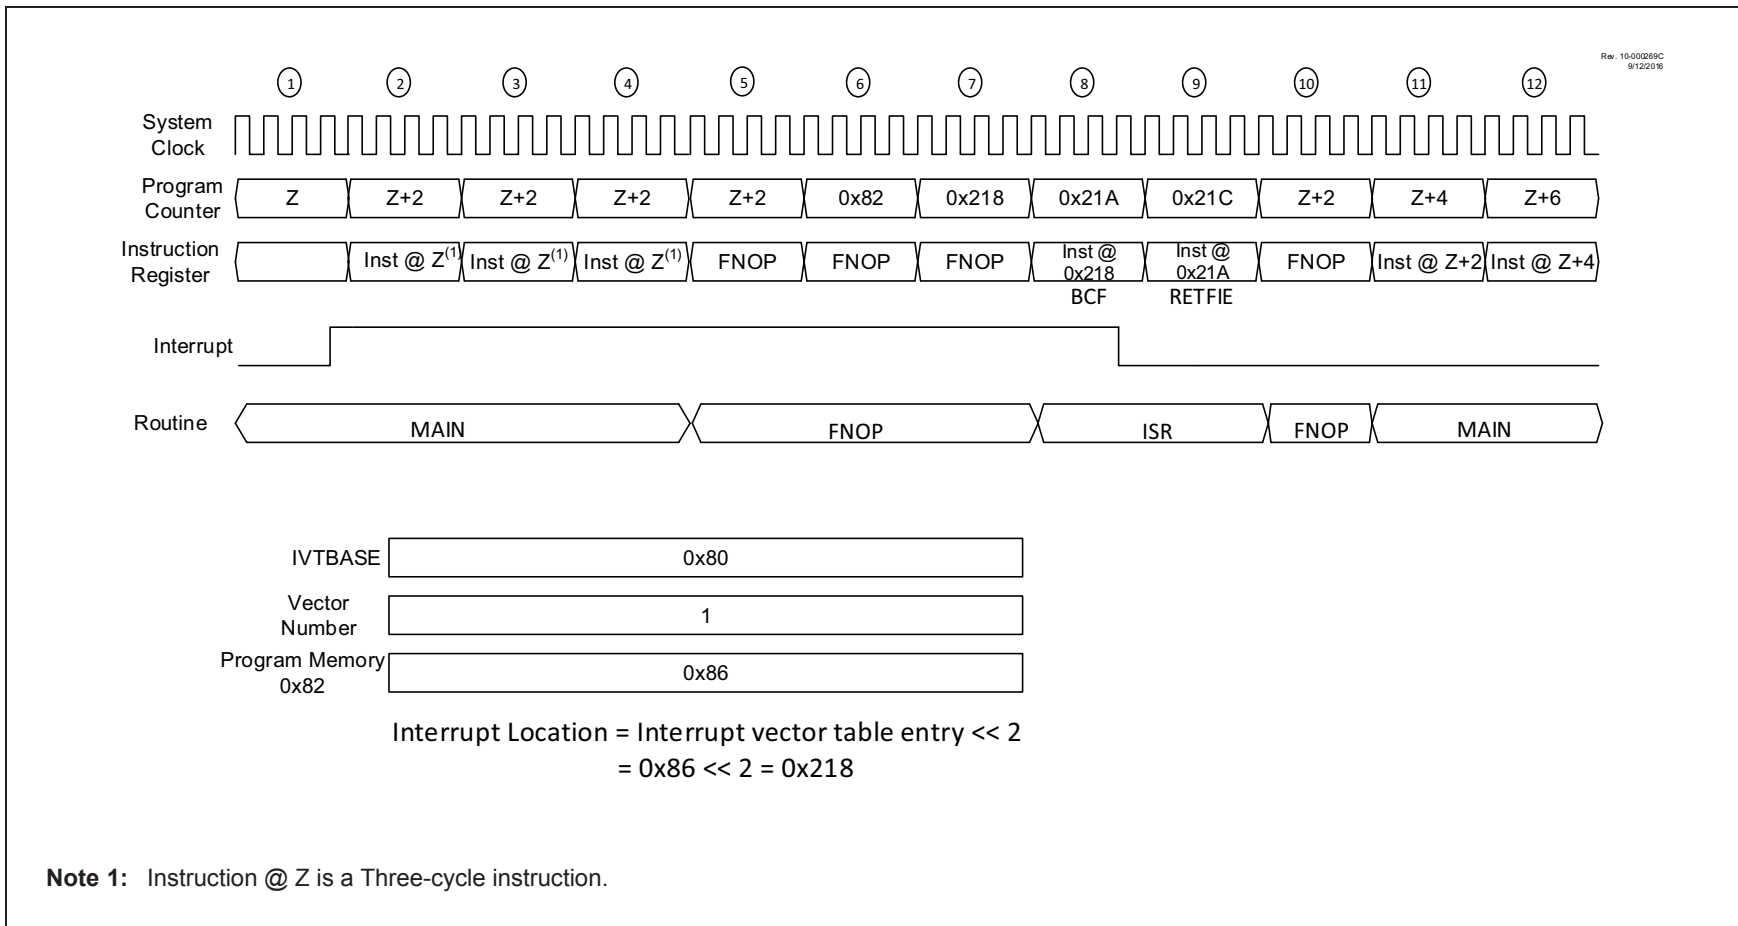 Rev. 10-000269C
9/12/2016
1 2 3 4 5 6 7 8 9 10 11 12
System
Clock
Program
Counter
Z Z+2 Z+2 Z+2 Z+2 0x82 0x218 0x21A 0x21C Z+2 Z+4 Z+6
Instruction
Register
Inst @ Z(1) Inst @ Z(1) Inst @ Z(1) FNOP FNOP FNOP
Inst @
0x218
BCF
Inst @
0x21A
RETFIE
FNOP Inst @ Z+2 Inst @ Z+4
Interrupt
Routine MAIN FNOP ISR FNOP MAIN
IVTBASE 0x80
Vector
Number
1
Program Memory
0x82
0x86
Interrupt Location = Interrupt vector table entry << 2
= 0x86 << 2 = 0x218
Note 1: Instruction @ Z is a Three-cycle instruction.